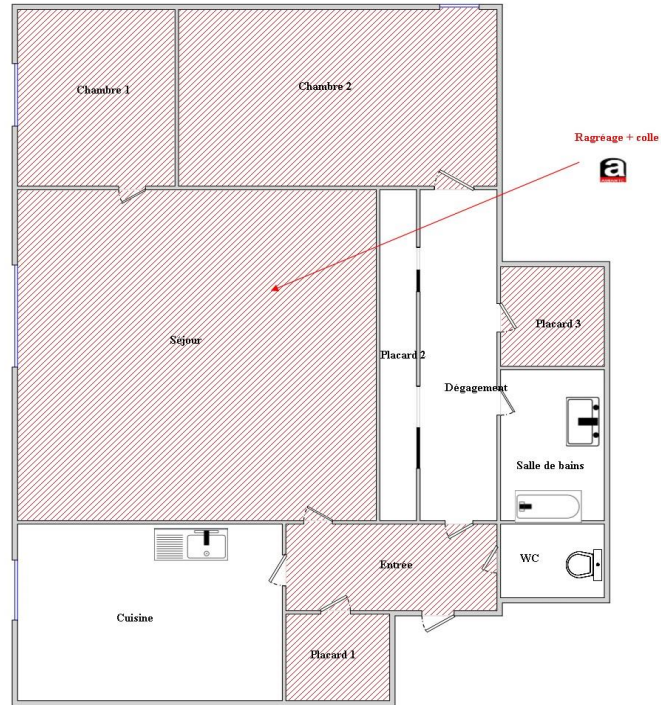 Chambre 1
Chambre 2
Ragréage + colle
a
Placard 3
Séjour
Placard 2
Dégagement
Salle de bains
WC
Entrée
Cuisine
Placard 1